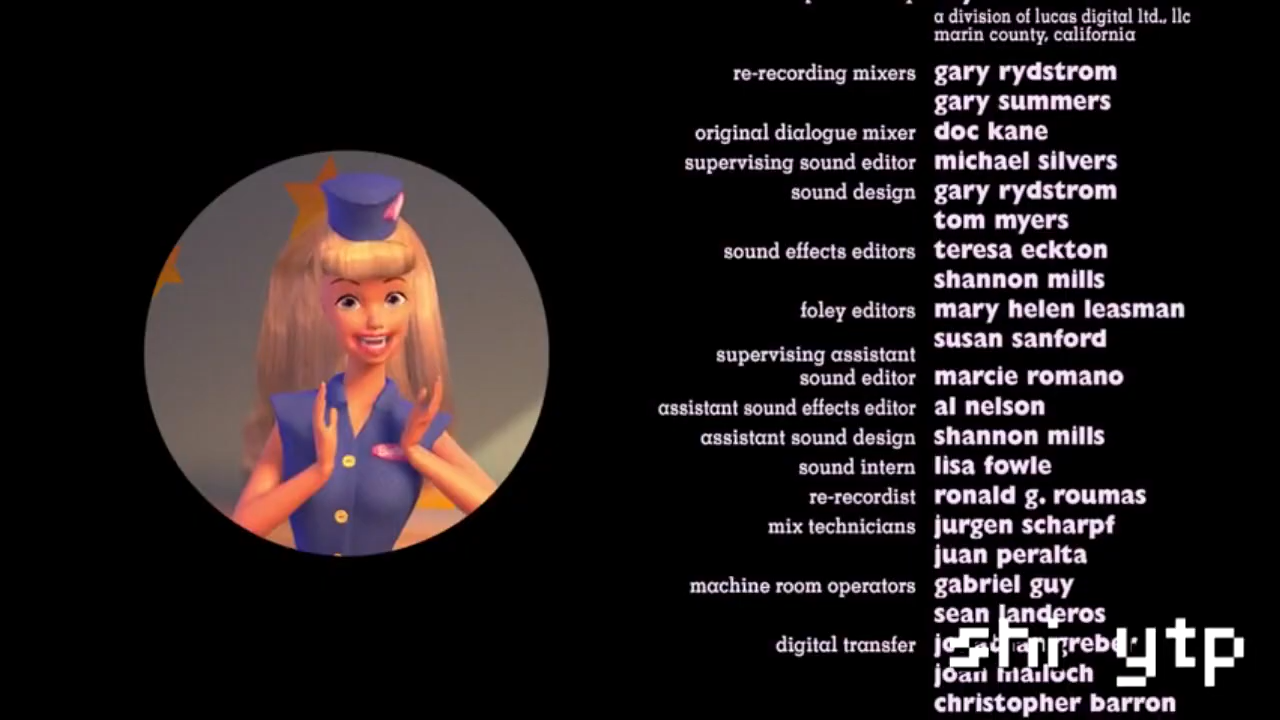 a division of lucas digital ltd., llc
marin county, california
re-recording mixers gary rydstrom
gary summers
original dialogue mixer doc kane
supervising sound editor michael silvers
sound design gary rydstrom
tom myers
sound effects editors teresa eckton
shannon mills
foley editors mary helen leasman
susan sanford
supervising assistant
sound editor marcie romano
assistant sound effects editor al nelson
assistant sound design shannon mills
sound intern lisa fowle
re-recordist ronald g. roumas
mix technicians jurgen scharpf
juan peralta
machine room operators gabriel guy
sean landeros
digital transfer
joan malloch
christopher barron
shi ytp